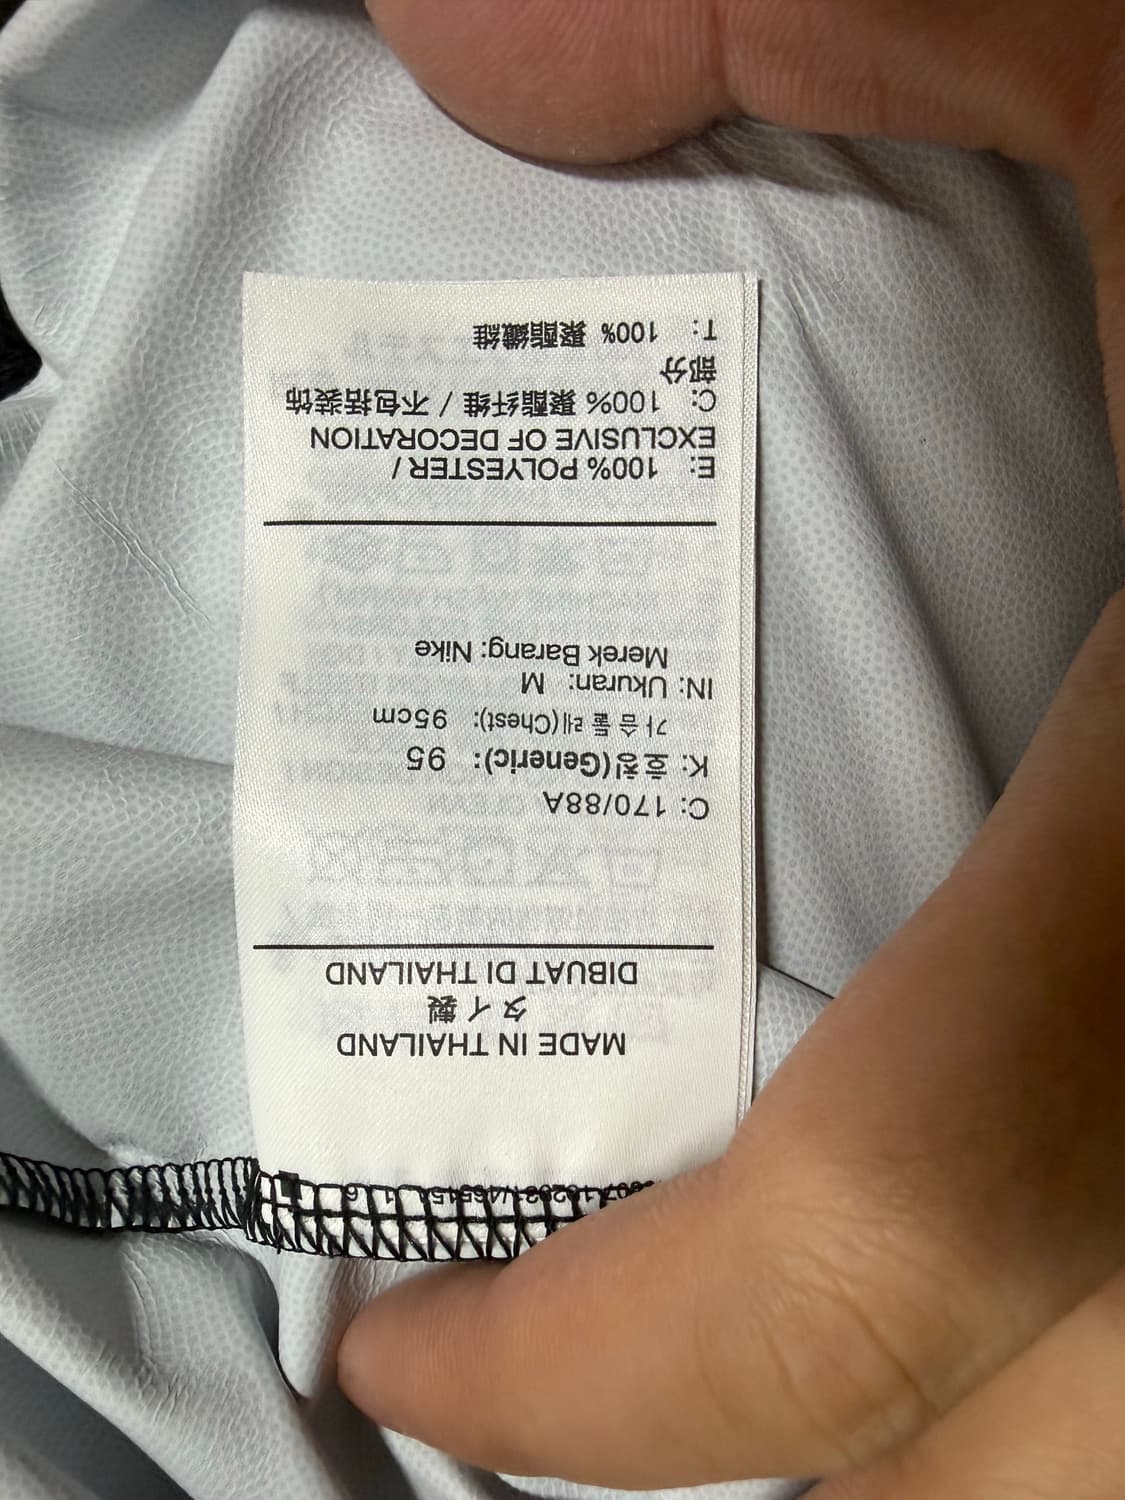 MADE IN THAILAND
タイ製
DIBUAT DI THAILAND
C: 170/88A
K: 호칭(Generic): 95
가슴둘레(Chest): 95cm
IN: Ukuran: M
Merek Barang: Nike
E: 100% POLYESTER /
EXCLUSIVE OF DECORATION
C: 100% 聚酯纤维 / 不包括装饰
部分
T: 100% 聚酯纖維